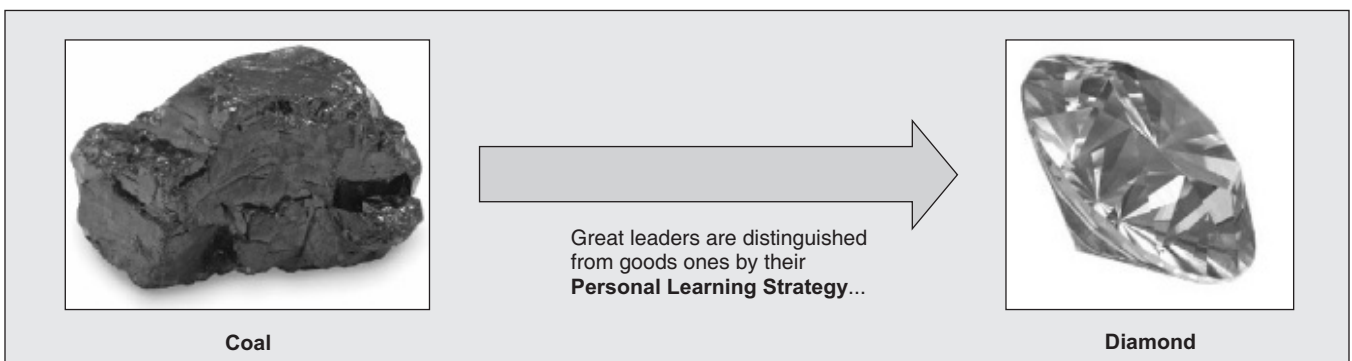 Great leaders are distinguished
from goods ones by their
Personal Learning Strategy...
Coal
Diamond